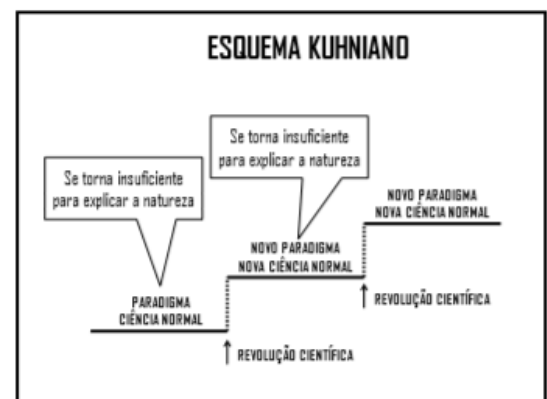 ESQUEMA KUHNIANO
Se torna insuficiente
para explicar a natureza
Se torna insuficiente
para explicar a natureza
NOVO PARADIGMA
NOVA CIÊNCIA NORMAL
NOVO PARADIGMA
NOVA CIÊNCIA NORMAL
REVOLUÇÃO CIENTÍFICA
PARADIGMA
CIÊNCIA NORMAL
REVOLUÇÃO CIENTÍFICA